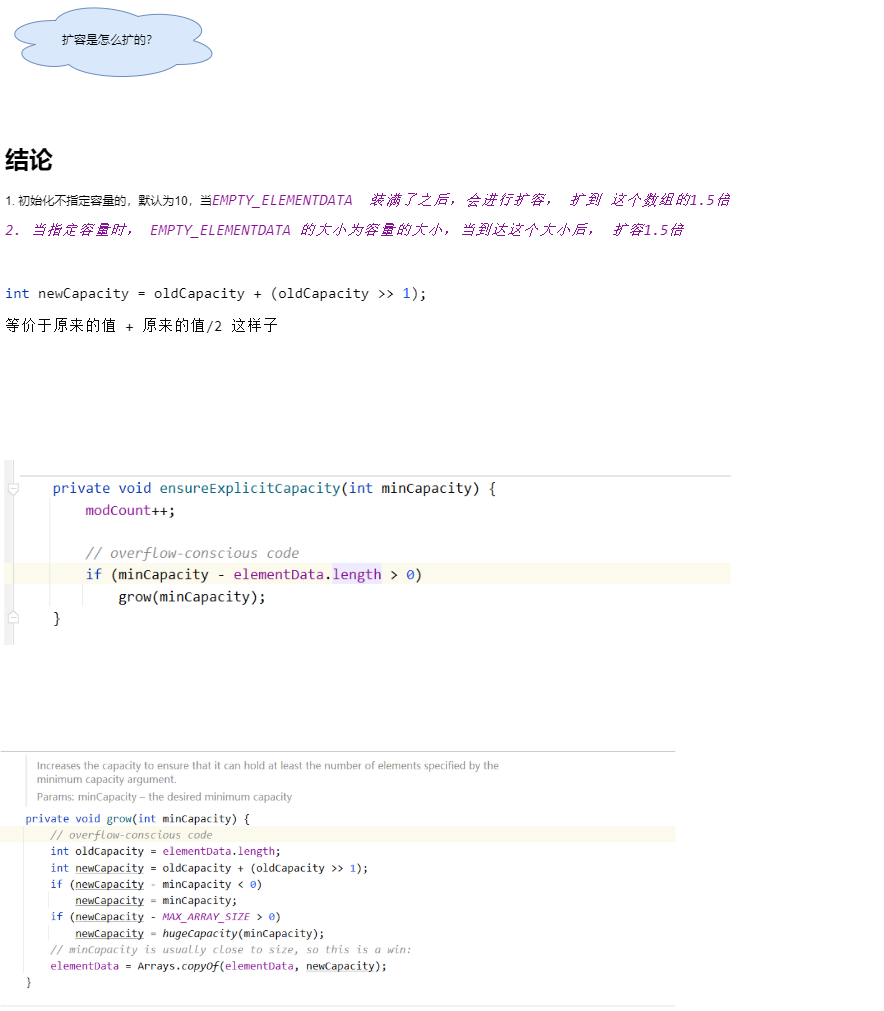 扩容是怎么扩的?
结论
1. 初始化不指定容量的，默认为10，当EMPTY_ELEMENTDATA 装满了之后，会进行扩容， 扩到 这个数组的1.5倍
2. 当指定容量时， EMPTY_ELEMENTDATA 的大小为容量的大小，当到达这个大小后， 扩容1.5倍
int newCapacity = oldCapacity + (oldCapacity >> 1);
等价于原来的值 + 原来的值/2 这样子
private void ensureExplicitCapacity(int minCapacity) {
modCount++;
// overflow-conscious code
if (minCapacity - elementData.length > 0)
grow(minCapacity);
}
Increases the capacity to ensure that it can hold at least the number of elements specified by the
minimum capacity argument.
Params: minCapacity – the desired minimum capacity
private void grow(int minCapacity) {
// overflow-conscious code
int oldCapacity = elementData.length;
int newCapacity = oldCapacity + (oldCapacity >> 1);
if (newCapacity - minCapacity < 0)
newCapacity = minCapacity;
if (newCapacity - MAX_ARRAY_SIZE > 0)
newCapacity = hugeCapacity(minCapacity);
// minCapacity is usually close to size, so this is a win:
elementData = Arrays.copyOf(elementData, newCapacity);
}